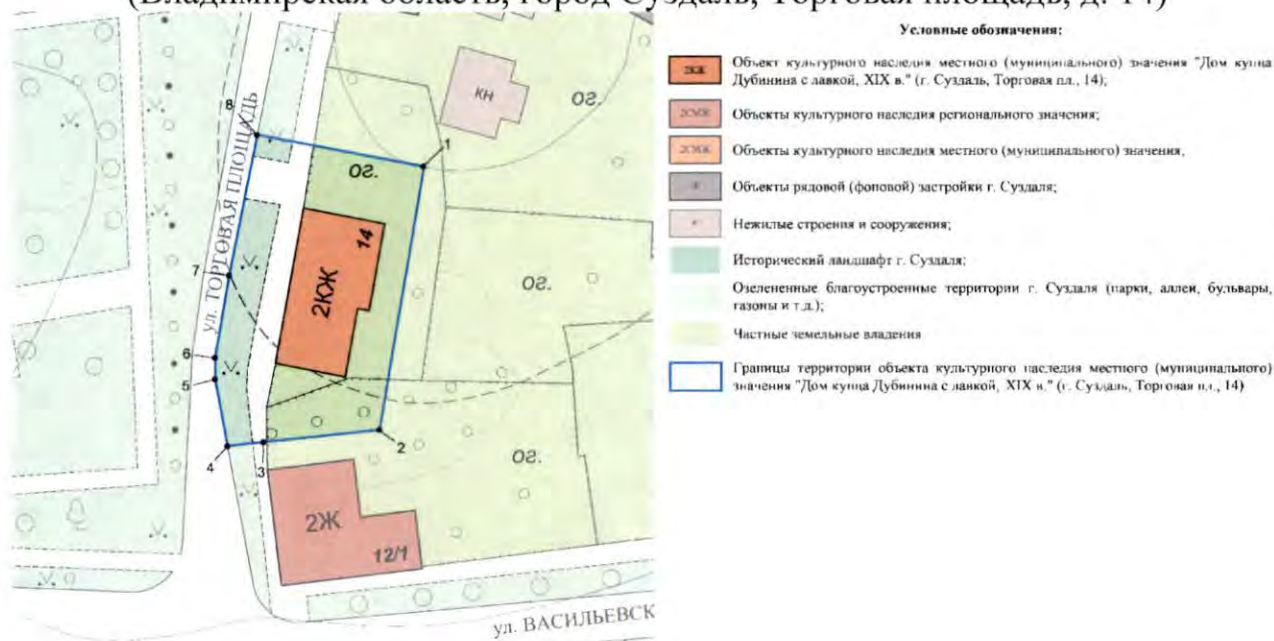 (Владимирская область, город Суздаль, Торговая площадь, д. 14)
Условные обозначения:
2КЖ
Объект культурного наследия местного (муниципального) значения "Дом купца
Дубинина с лавкой, XIX в." (г. Суздаль, Торговая пл., 14);
Объекты культурного наследия регионального значения;
Объекты культурного наследия местного (муниципального) значения,
Объекты рядовой (фоновой) застройки г. Суздаля;
Нежилые строения и сооружения;
Исторический ландшафт г. Суздаля;
Озелененные благоустроенные территории г. Суздаля (парки, аллеи, бульвары,
газоны и т.д.);
Частные земельные владения
Границы территории объекта культурного наследия местного (муниципального)
значения "Дом купца Дубинина с лавкой, XIX в." (г. Суздаль, Торговая пл., 14)
кн
ог.
8
1
ог.
ул. ТОРГОВАЯ ПЛОЩАДЬ
14
2КЖ
ог.
7
6
5
4
3
2
ог.
2Ж
12/1
ул. ВАСИЛЬЕВСК